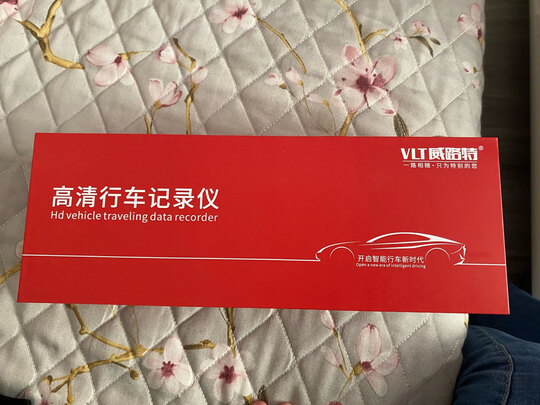 VLT威路特®
一路相随·只为特别的您
高清行车记录仪
Hd vehicle traveling data recorder
开启智能行车新时代
Open a new era of intelligent driving